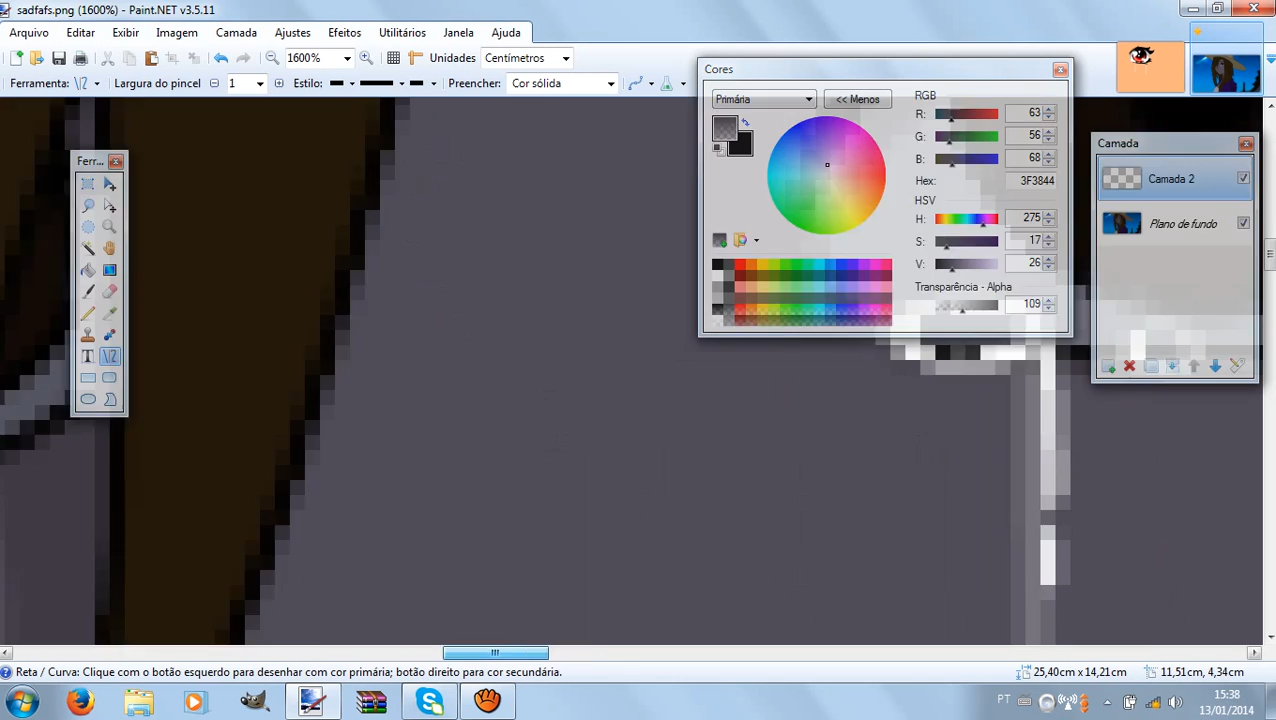 sadfafs.png (1600%) - Paint.NET v3.5.11
Arquivo Editar Exibir Imagem Camada Ajustes Efeitos Utilitários Janela Ajuda
1600% Unidades Centímetros
Ferramenta: Largura do pincel 1 Estilo: Preencher: Cor sólida
Cores
Primária << Menos RGB
R: 63
G: 56
B: 68
Hex: 3F3844
HSV
H: 275
S: 17
V: 26
Transparência - Alpha
109
Camada
Camada 2
Plano de fundo
Ferr...
Reta / Curva: Clique com o botão esquerdo para desenhar com cor primária; botão direito para cor secundária. 25,40cm x 14,21cm 11,51cm, 4,34cm
PT 15:38
13/01/2014